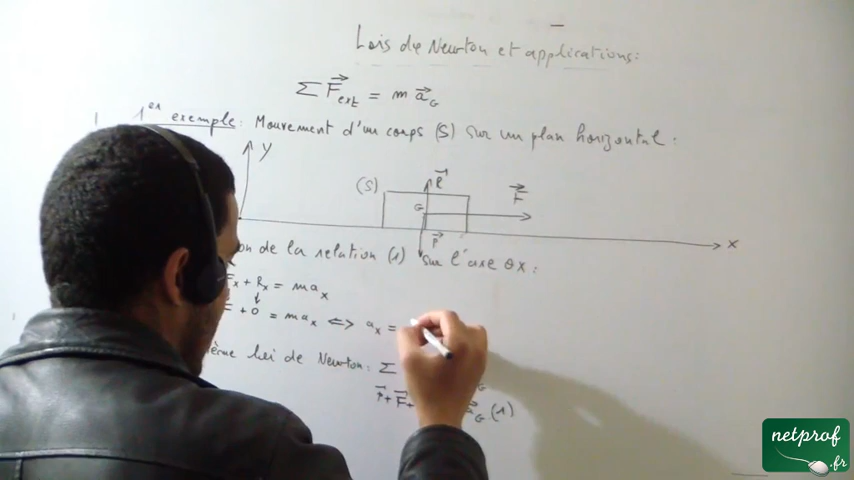 Lois de Newton et applications:
Σ F⃗ext = m a⃗G
1er exemple: Mouvement d'un corps (S) sur un plan horizontal:
y
(S) R⃗ F⃗
G
P⃗ x
on de la relation (1) sur l'axe Ox:
Fx + Rx = max
F + 0 = max ⟺ ax =
ème loi de Newton: Σ
G
P⃗ + F⃗ + a⃗G (1)
netprof
.fr